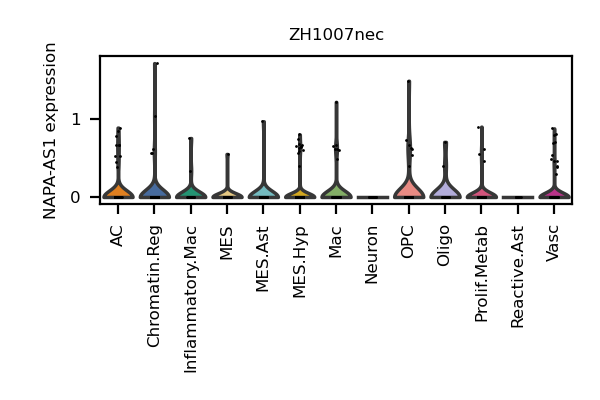 ZH1007nec
NAPA-AS1 expression
1
0
AC
Chromatin.Reg
Inflammatory.Mac
MES
MES.Ast
MES.Hyp
Mac
Neuron
OPC
Oligo
Prolif.Metab
Reactive.Ast
Vasc